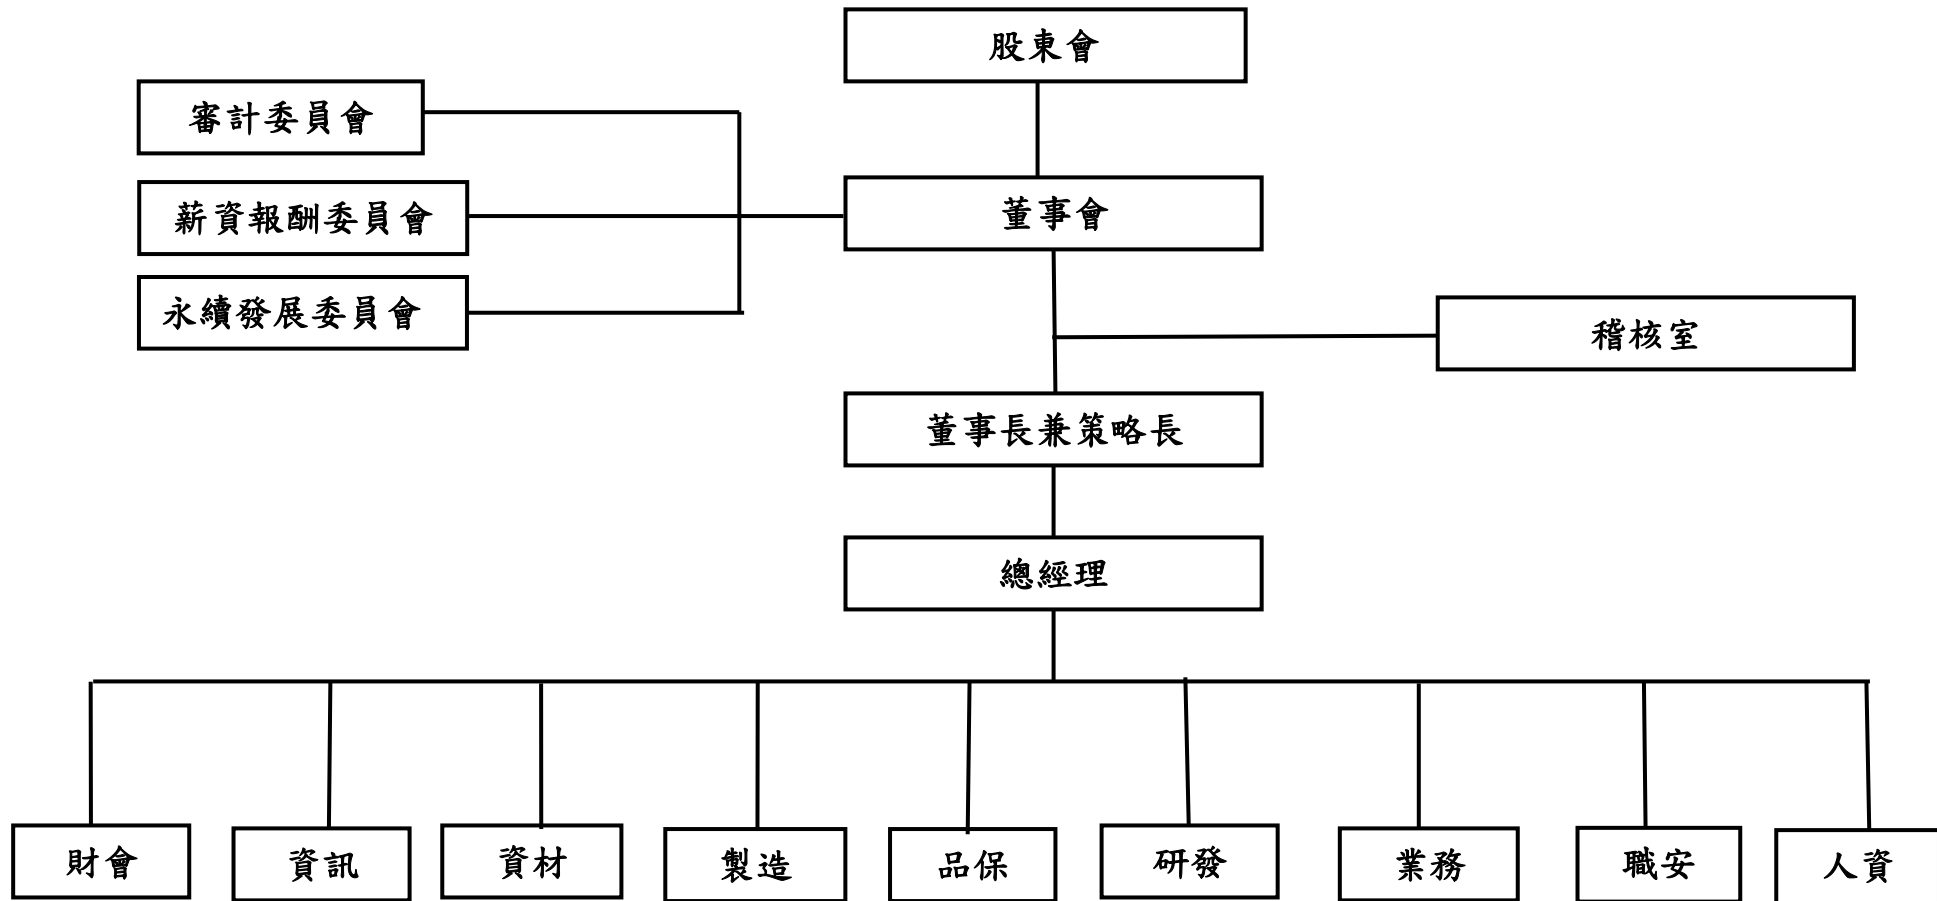 股東會
審計委員會
薪資報酬委員會
董事會
永續發展委員會
稽核室
董事長兼策略長
總經理
財會
資訊
資材
製造
品保
研發
業務
職安
人資